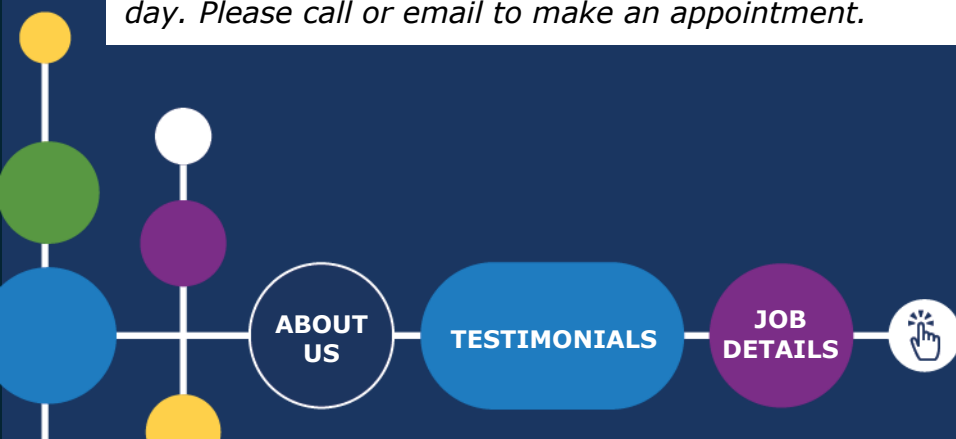 day. Please call or email to make an appointment.
ABOUT
US
TESTIMONIALS
JOB
DETAILS